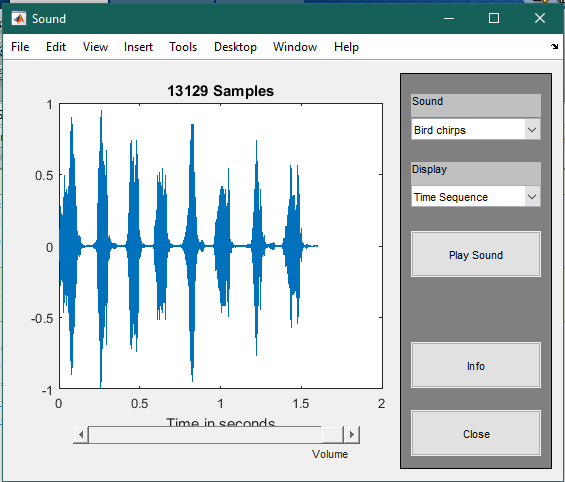 Sound
File Edit View Insert Tools Desktop Window Help
13129 Samples
1
0.5
0
-0.5
-1
0 0.5 1 1.5 2
Time in seconds
Volume
Sound
Bird chirps
Display
Time Sequence
Play Sound
Info
Close